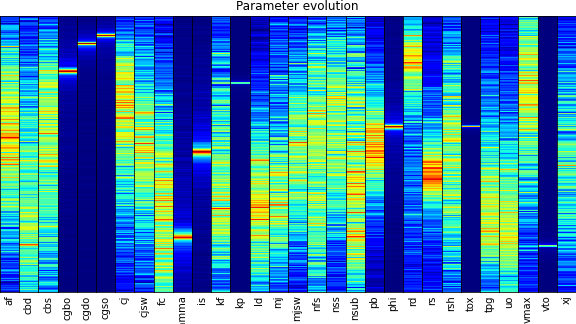 Parameter evolution
af
cbd
cbs
cgbo
cgdo
cgso
cj
cjsw
fc
mma
is
kf
kp
ld
mj
mjsw
nfs
nss
nsub
pb
phi
rd
rs
rsh
tox
tpg
uo
vmax
vto
xj